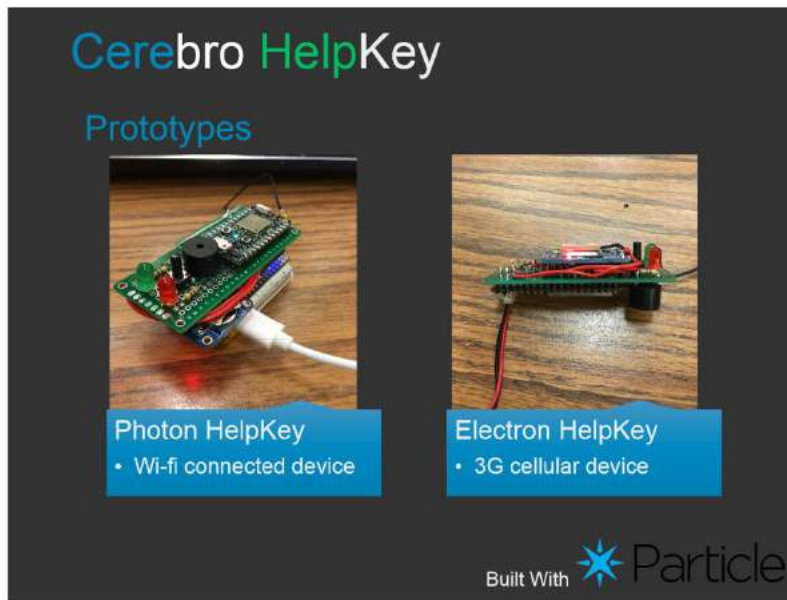 Cerebro HelpKey
Prototypes
Photon HelpKey
• Wi-fi connected device
Electron HelpKey
• 3G cellular device
Built With Particle